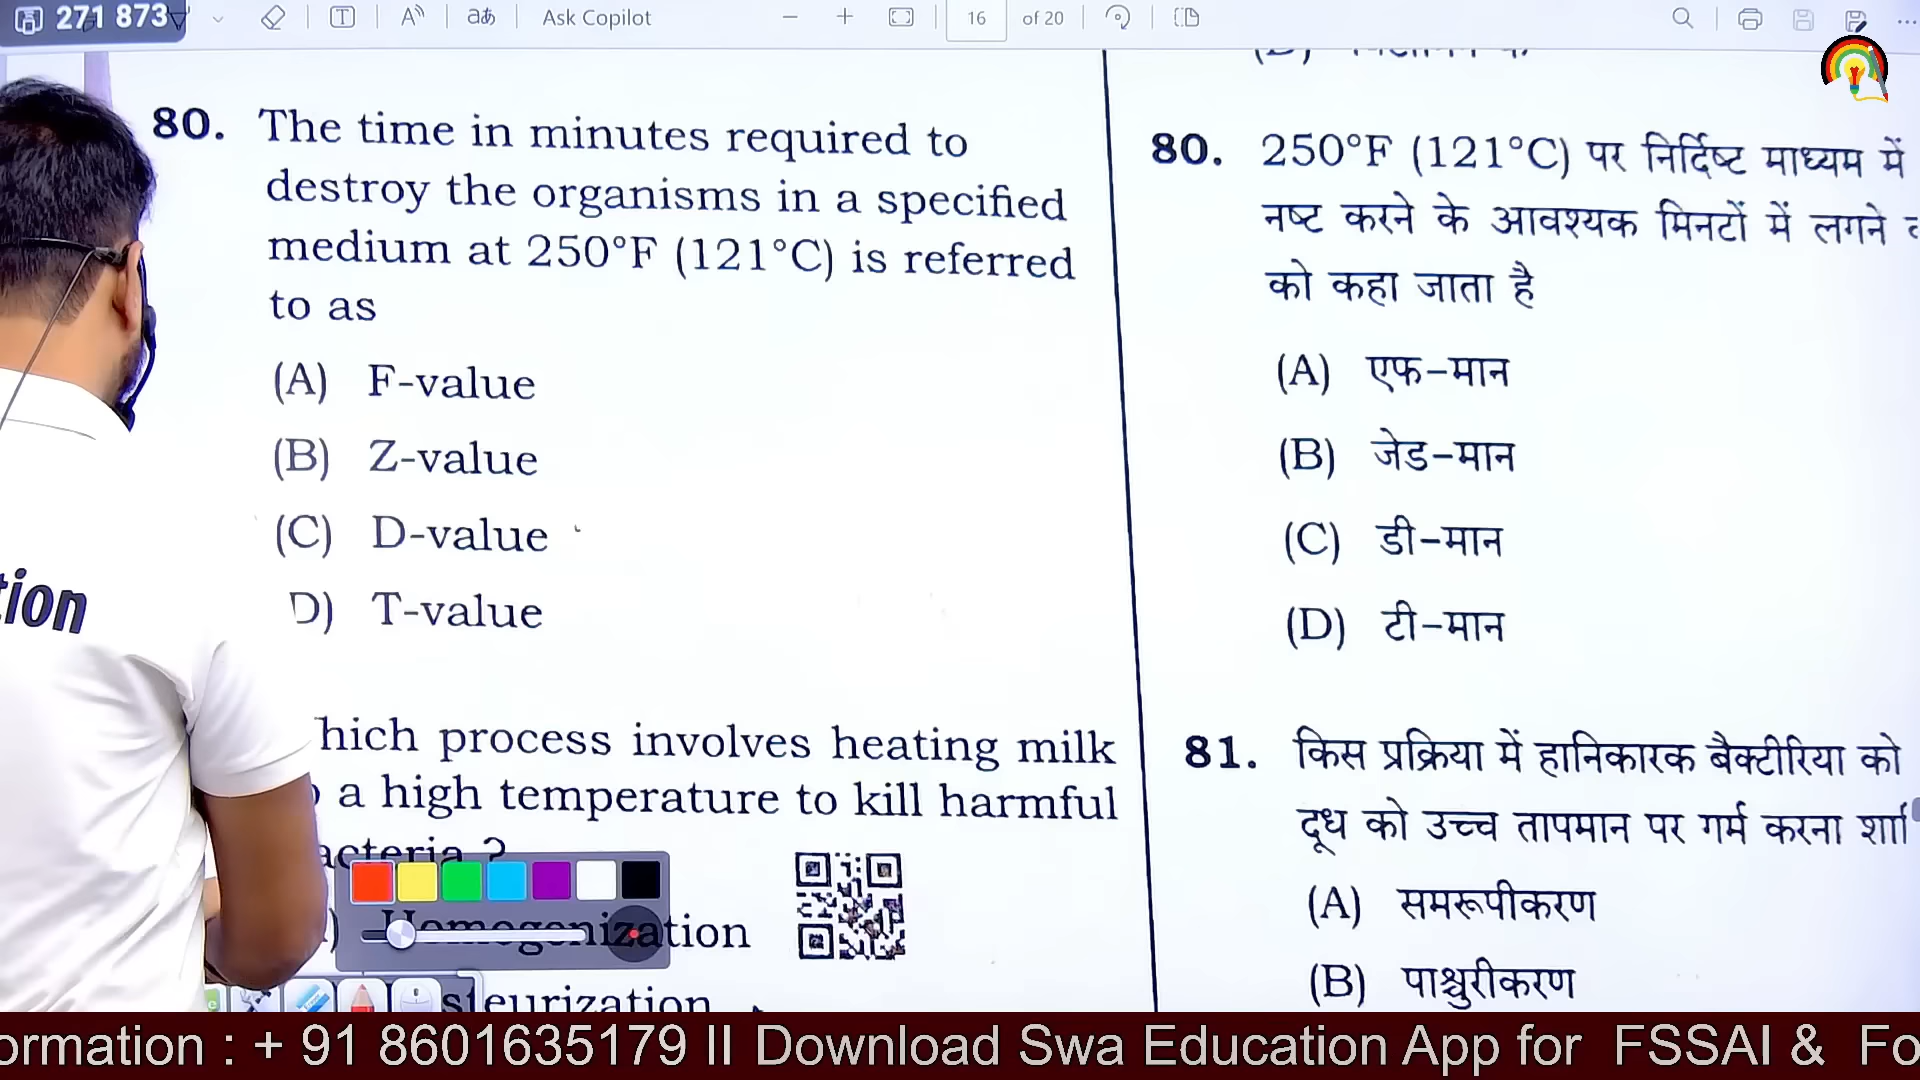 271 873
Ask Copilot
16
of 20
80. The time in minutes required to
destroy the organisms in a specified
medium at 250°F (121°C) is referred
to as
(A) F-value
(B) Z-value
(C) D-value
D) T-value
hich process involves heating milk
a high temperature to kill harmful
acteria ?
Homogenization
steurization
80. 250°F (121°C) पर निर्दिष्ट माध्यम में
नष्ट करने के आवश्यक मिनटों में लगने
को कहा जाता है
(A) एफ-मान
(B) जेड-मान
(C) डी-मान
(D) टी-मान
81. किस प्रक्रिया में हानिकारक बैक्टीरिया को
दूध को उच्च तापमान पर गर्म करना
(A) समरूपीकरण
(B) पाश्चुरीकरण
tion
ormation : + 91 8601635179 II Download Swa Education App for FSSAI & Fo